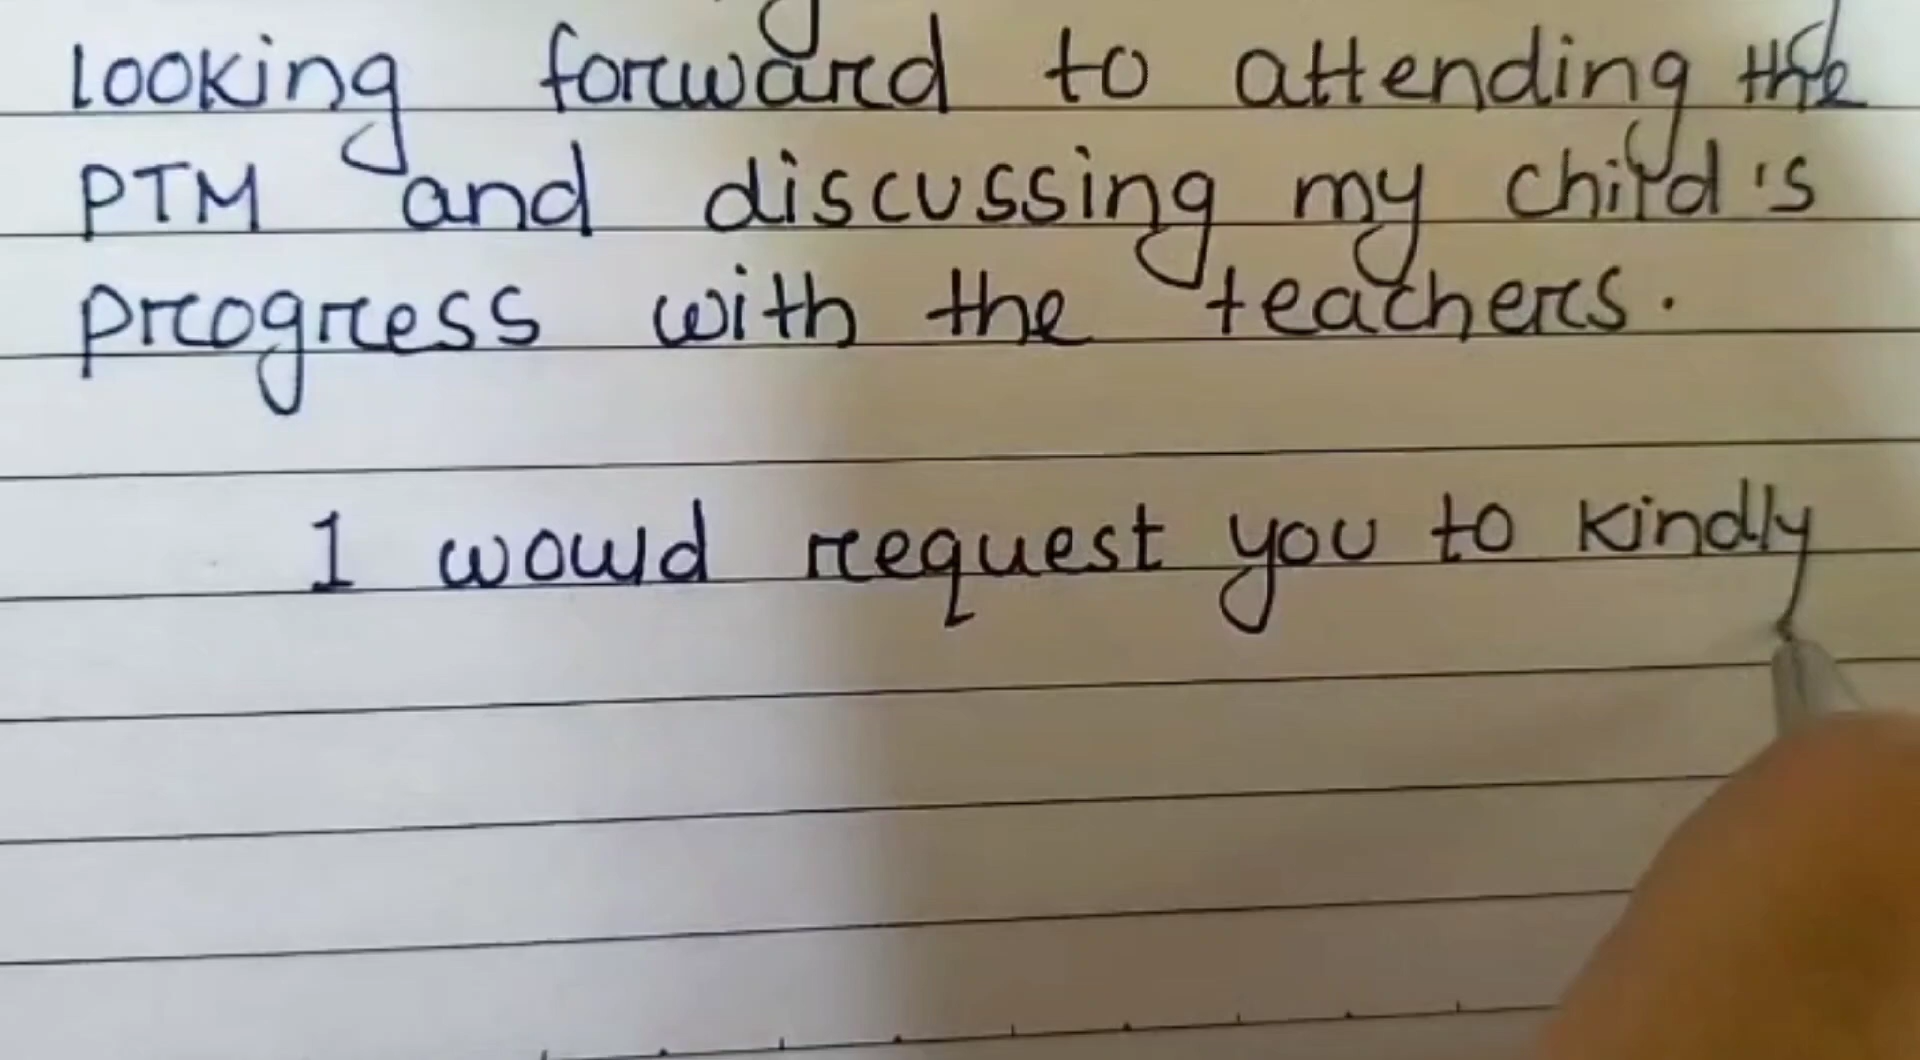 looking forward to attending the
PTM and discussing my child's
progress with the teachers.
I would request you to kindly